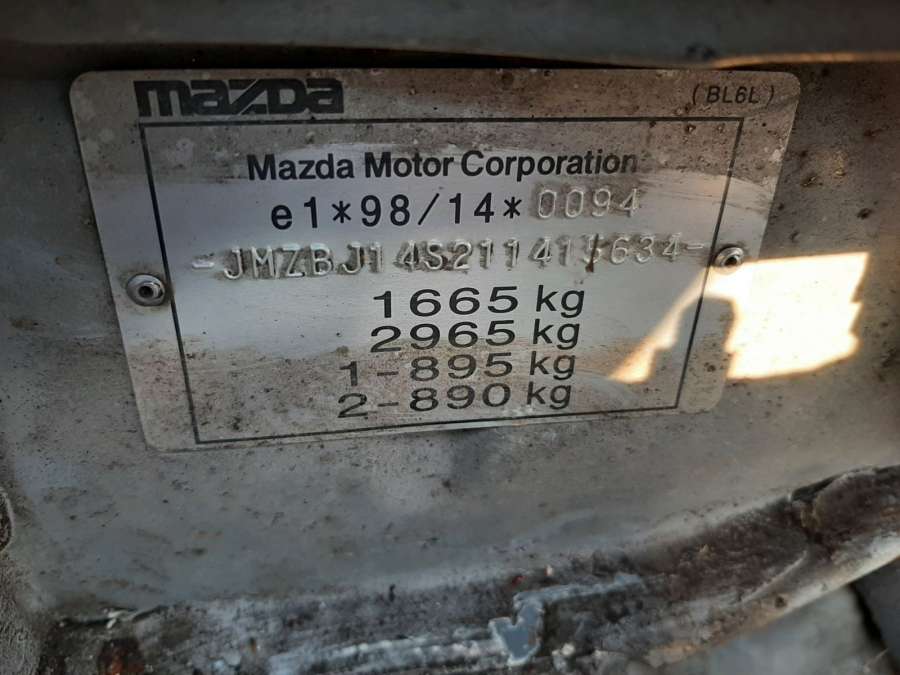 mazDa (BL6L)
Mazda Motor Corporation
e1*98/14*0094
1665 kg
2965 kg
1-895 kg
2-890 kg